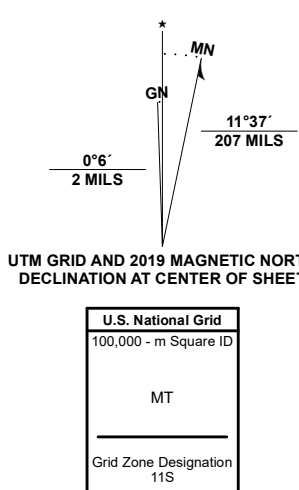 ★
MN
GN
11°37´
207 MILS
0°6´
2 MILS
UTM GRID AND 2019 MAGNETIC NORT
DECLINATION AT CENTER OF SHEET
U.S. National Grid
100,000 - m Square ID
MT
Grid Zone Designation
11S